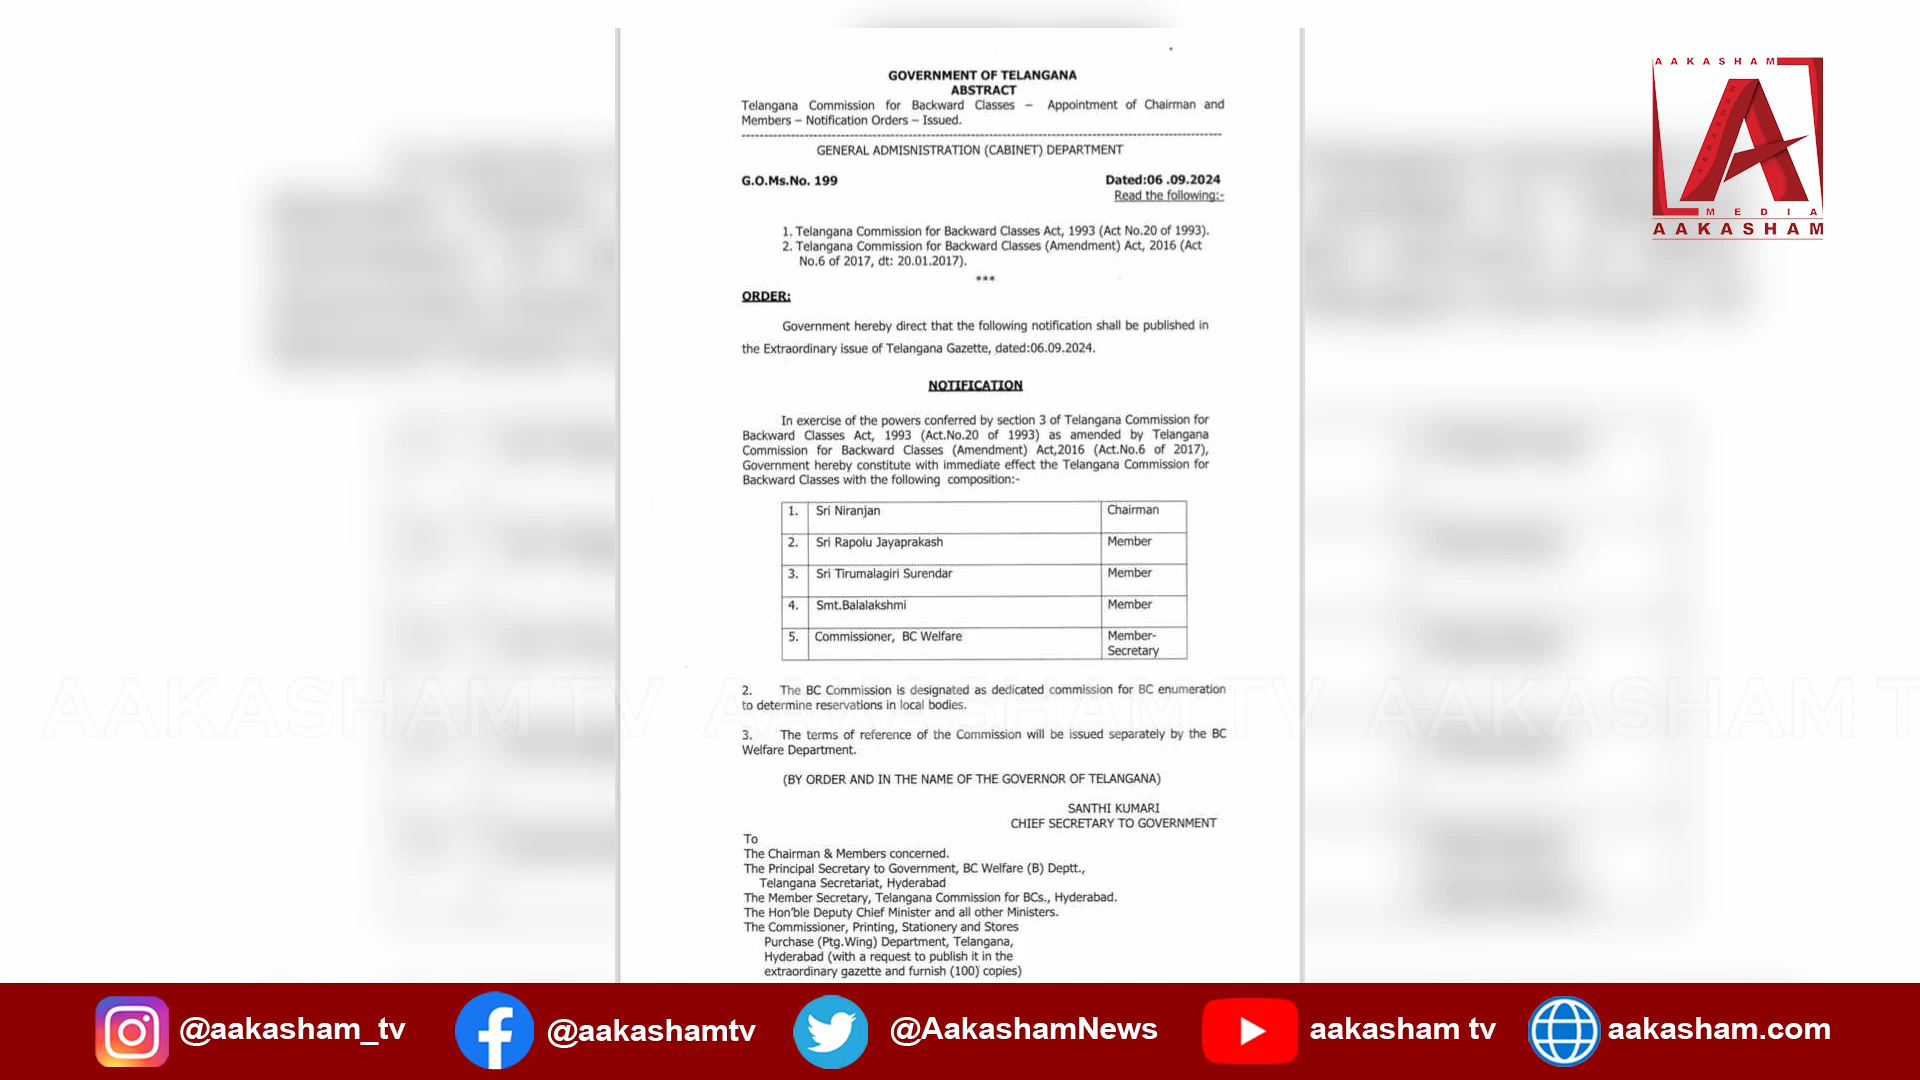 GOVERNMENT OF TELANGANA
ABSTRACT
Telangana Commission for Backward Classes – Appointment of Chairman and
Members – Notification Orders – Issued.
GENERAL ADMISNISTRATION (CABINET) DEPARTMENT
G.O.Ms.No. 199 Dated:06 .09.2024
Read the following:-
1. Telangana Commission for Backward Classes Act, 1993 (Act No.20 of 1993).
2. Telangana Commission for Backward Classes (Amendment) Act, 2016 (Act
No.6 of 2017, dt: 20.01.2017).
***
ORDER:
Government hereby direct that the following notification shall be published in
the Extraordinary issue of Telangana Gazette, dated:06.09.2024.
NOTIFICATION
In exercise of the powers conferred by section 3 of Telangana Commission for
Backward Classes Act, 1993 (Act.No.20 of 1993) as amended by Telangana
Commission for Backward Classes (Amendment) Act,2016 (Act.No.6 of 2017),
Government hereby constitute with immediate effect the Telangana Commission for
Backward Classes with the following composition:-
1. Sri Niranjan Chairman
2. Sri Rapolu Jayaprakash Member
3. Sri Tirumalagiri Surendar Member
4. Smt.Balalakshmi Member
5. Commissioner, BC Welfare Member-
Secretary
2. The BC Commission is designated as dedicated commission for BC enumeration
to determine reservations in local bodies.
3. The terms of reference of the Commission will be issued separately by the BC
Welfare Department.
(BY ORDER AND IN THE NAME OF THE GOVERNOR OF TELANGANA)
SANTHI KUMARI
CHIEF SECRETARY TO GOVERNMENT
To
The Chairman & Members concerned.
The Principal Secretary to Government, BC Welfare (B) Deptt.,
Telangana Secretariat, Hyderabad
The Member Secretary, Telangana Commission for BCs., Hyderabad.
The Hon'ble Deputy Chief Minister and all other Ministers.
The Commissioner, Printing, Stationery and Stores
Purchase (Ptg.Wing) Department, Telangana,
Hyderabad (with a request to publish it in the
extraordinary gazette and furnish (100) copies)
AAKASHAM
AAKASHAM
MEDIA
AAKASHAM
AAKASHAM TV AAKASHAM TV AAKASHAM T
@aakasham_tv @aakashamtv @AakashamNews aakasham tv aakasham.com